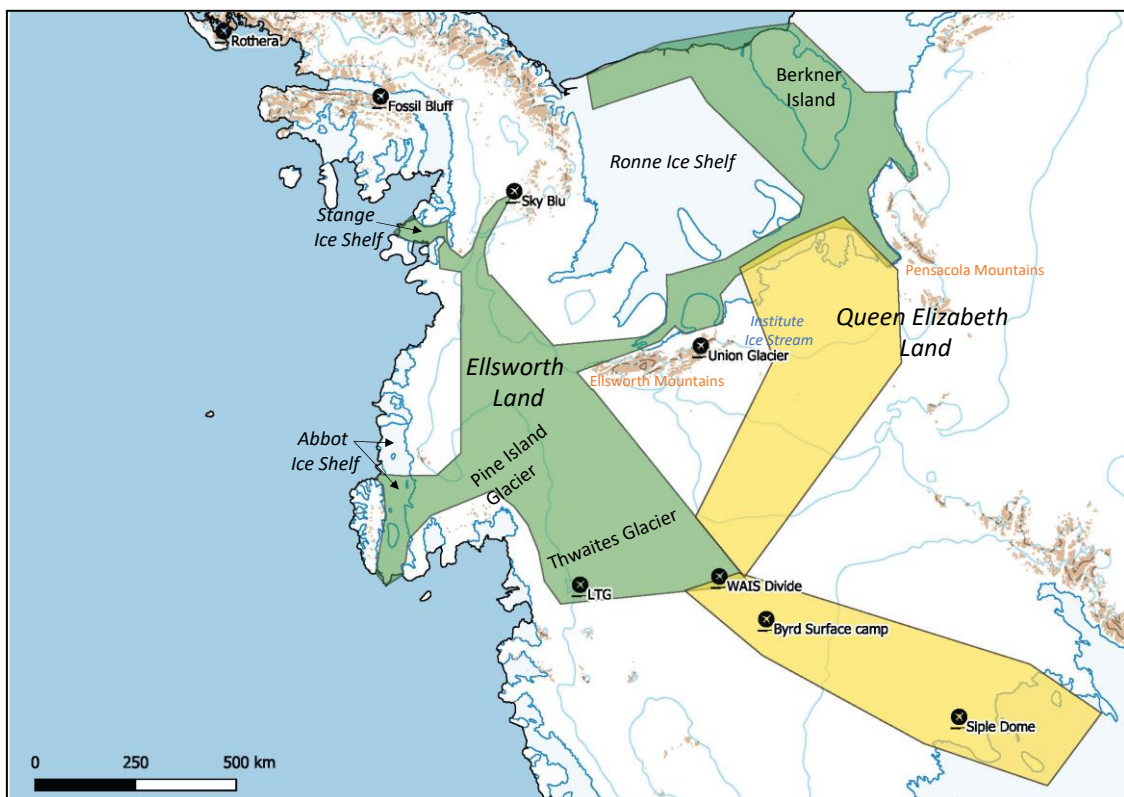 Rothera
Fossil Bluff
Berkner
Island
Ronne Ice Shelf
Sky Blu
Stange
Ice Shelf
Pensacola Mountains
Queen Elizabeth
Land
Institute
Ice Stream
Union Glacier
Ellsworth
Land
Ellsworth Mountains
Abbot
Ice Shelf
Pine Island
Glacier
Thwaites Glacier
LTG
WAIS Divide
Byrd Surface camp
Siple Dome
0 250 500 km